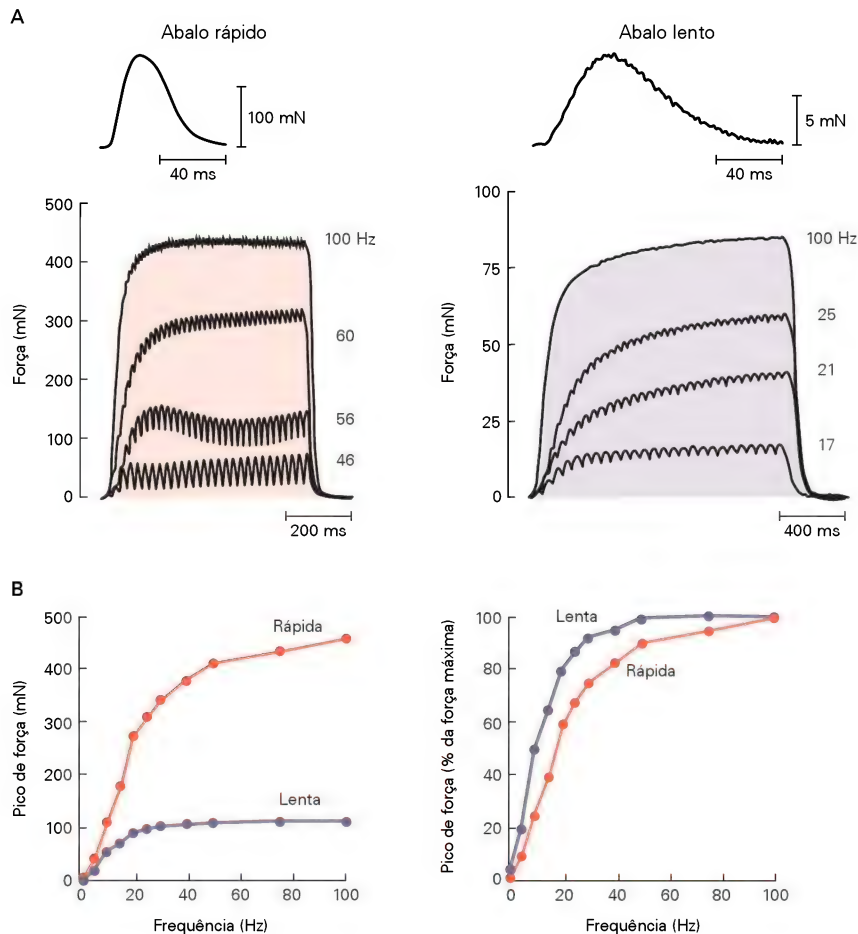 A
Abalo rápido
Abalo lento
100 mN
5 mN
40 ms
40 ms
500
400
300
200
100
0
Força (mN)
100 Hz
60
56
46
200 ms
100
75
50
25
0
Força (mN)
100 Hz
25
21
17
400 ms
B
500
400
300
200
100
0
Pico de força (mN)
Rápida
Lenta
0 20 40 60 80 100
Frequência (Hz)
100
80
60
40
20
0
Pico de força (% da força máxima)
Lenta
Rápida
0 20 40 60 80 100
Frequência (Hz)